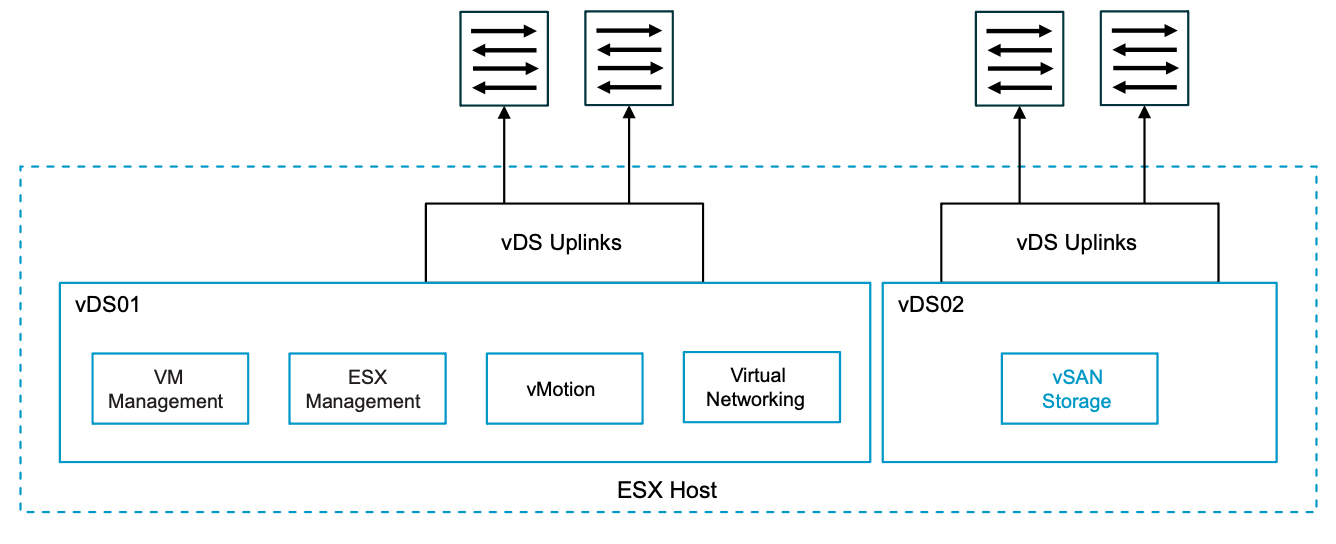 vDS Uplinks
vDS Uplinks
vDS01
vDS02
VM
Management
ESX
Management
vMotion
Virtual
Networking
vSAN
Storage
ESX Host